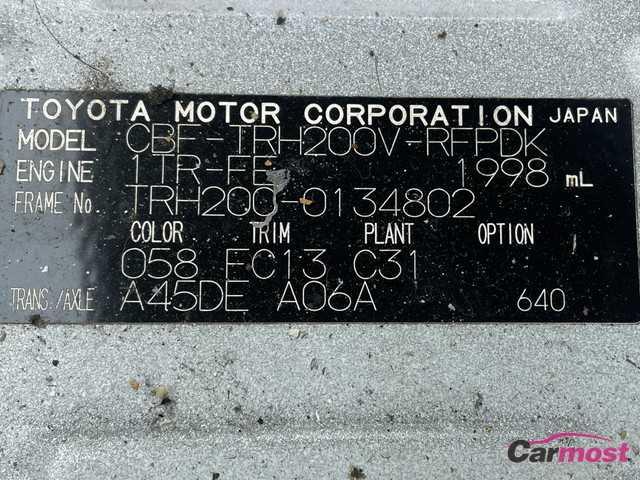 TOYOTA MOTOR CORPORATION JAPAN
MODEL CBF-TRH200V-RFPDK
ENGINE 1TR-FE 1998 mL
FRAME No. TRH200-0134802
COLOR TRIM PLANT OPTION
058 FC13 C31
TRANS./AXLE A45DE A06A 640
Carmost